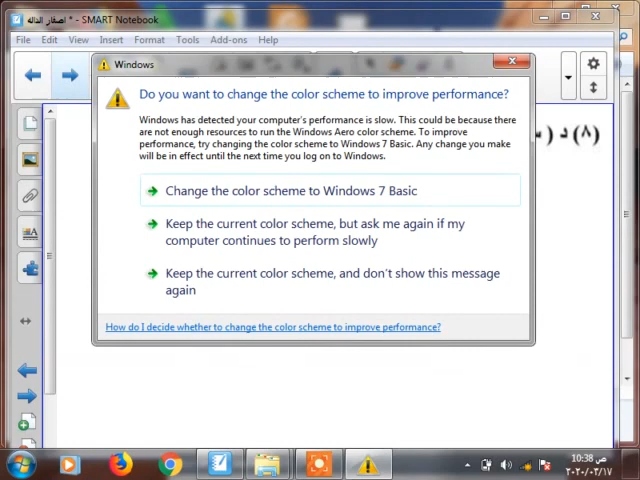 اصفار الداله * - SMART Notebook
File Edit View Insert Format Tools Add-ons Help
Windows
Do you want to change the color scheme to improve performance?
Windows has detected your computer's performance is slow. This could be because there
are not enough resources to run the Windows Aero color scheme. To improve
performance, try changing the color scheme to Windows 7 Basic. Any change you make
will be in effect until the next time you log on to Windows.
Change the color scheme to Windows 7 Basic
Keep the current color scheme, but ask me again if my
computer continues to perform slowly
Keep the current color scheme, and don't show this message
again
How do I decide whether to change the color scheme to improve performance?
(٨) د (
10:38 ص
٢٠٢٠/٠٣/١٧